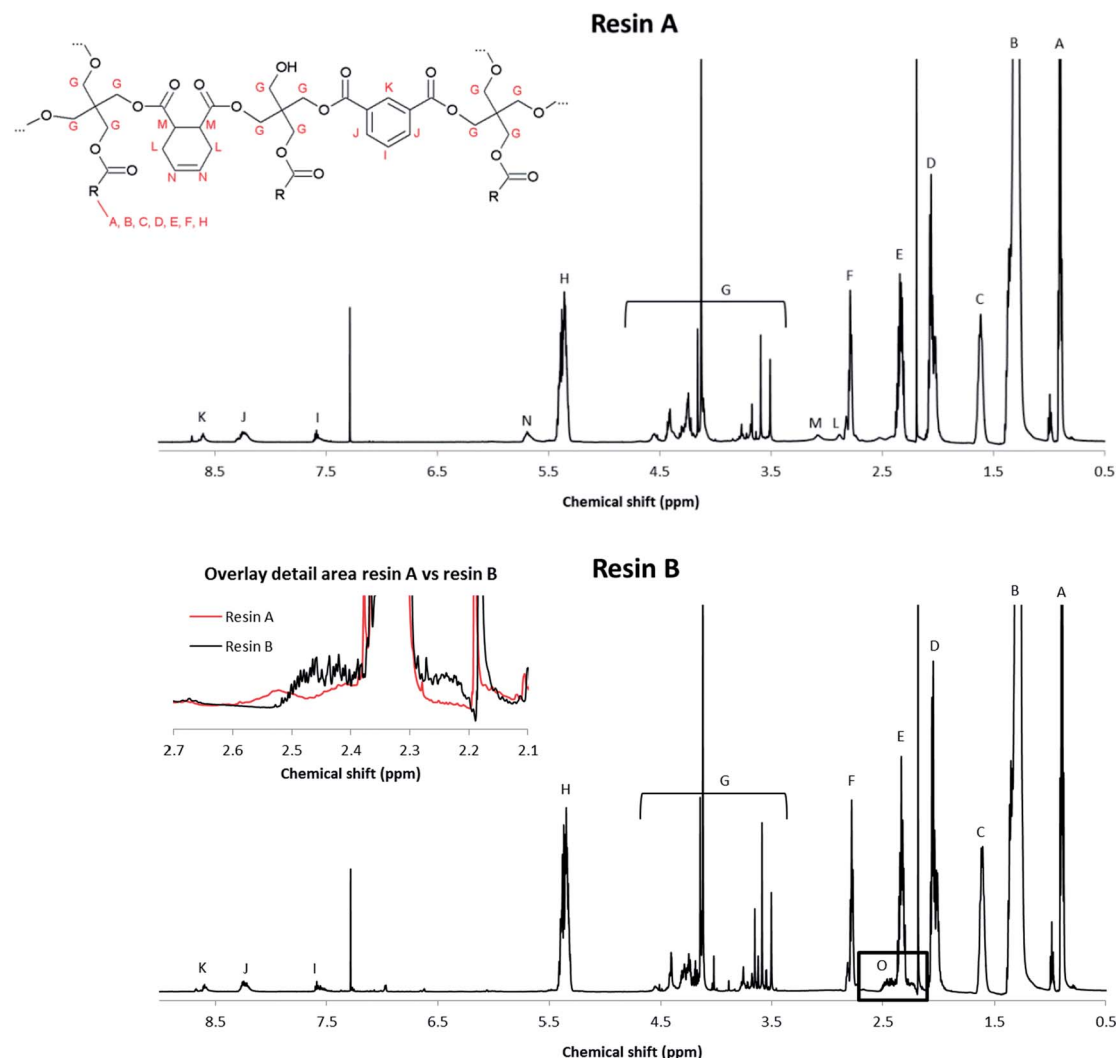 Resin A
B
A
... OH ...
O O
G G O O G G O K O G G
O O O O O O O
... O G G M M G G J J G G O ...
O L L O I O
O N N O O
R R R
A, B, C, D, E, F, H
D
H G F E C
K J I N M L
8.5 7.5 6.5 5.5 4.5 3.5 2.5 1.5 0.5
Chemical shift (ppm)
Resin B
Overlay detail area resin A vs resin B
B A
Resin A
Resin B
D
2.7 2.6 2.5 2.4 2.3 2.2 2.1
Chemical shift (ppm)
E
H G F
C
K J I O
8.5 7.5 6.5 5.5 4.5 3.5 2.5 1.5 0.5
Chemical shift (ppm)